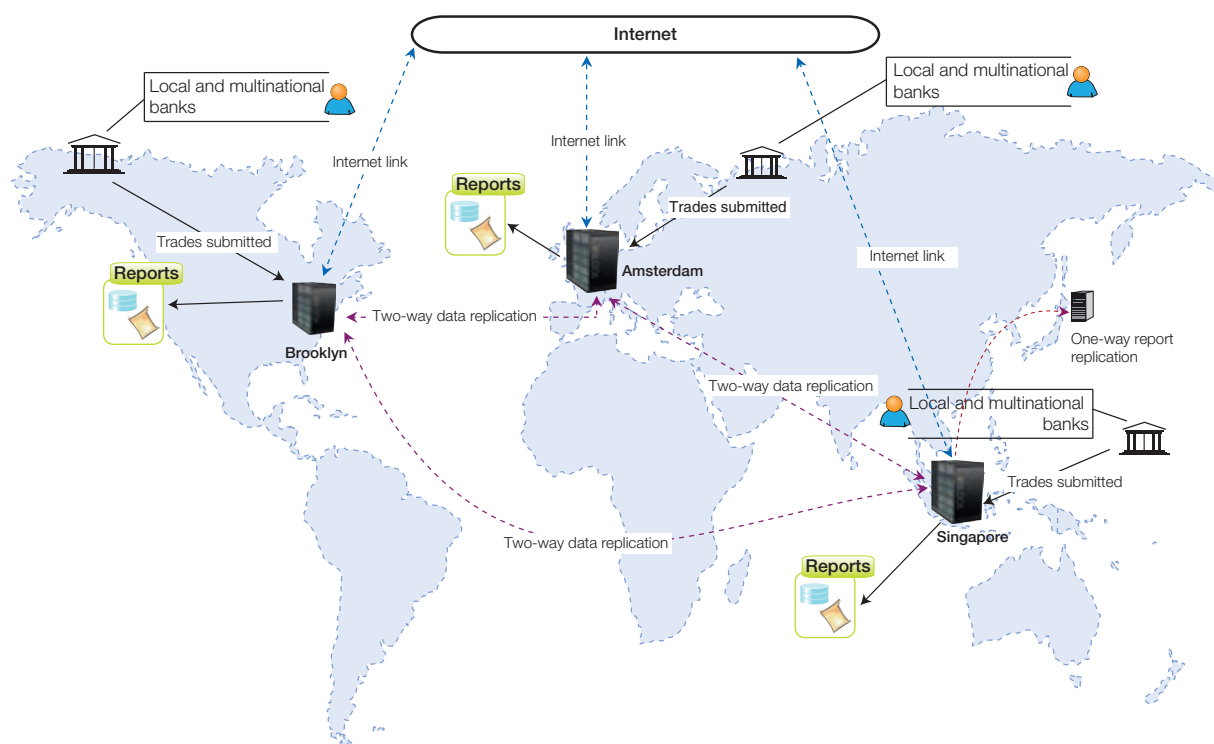 Internet
Local and multinational
banks
Local and multinational
banks
Internet link
Internet link
Reports
Trades submitted
Trades submitted
Internet link
Reports
Amsterdam
Two-way data replication
Brooklyn
One-way report
replication
Two-way data replication
Local and multinational
banks
Trades submitted
Two-way data replication
Singapore
Reports